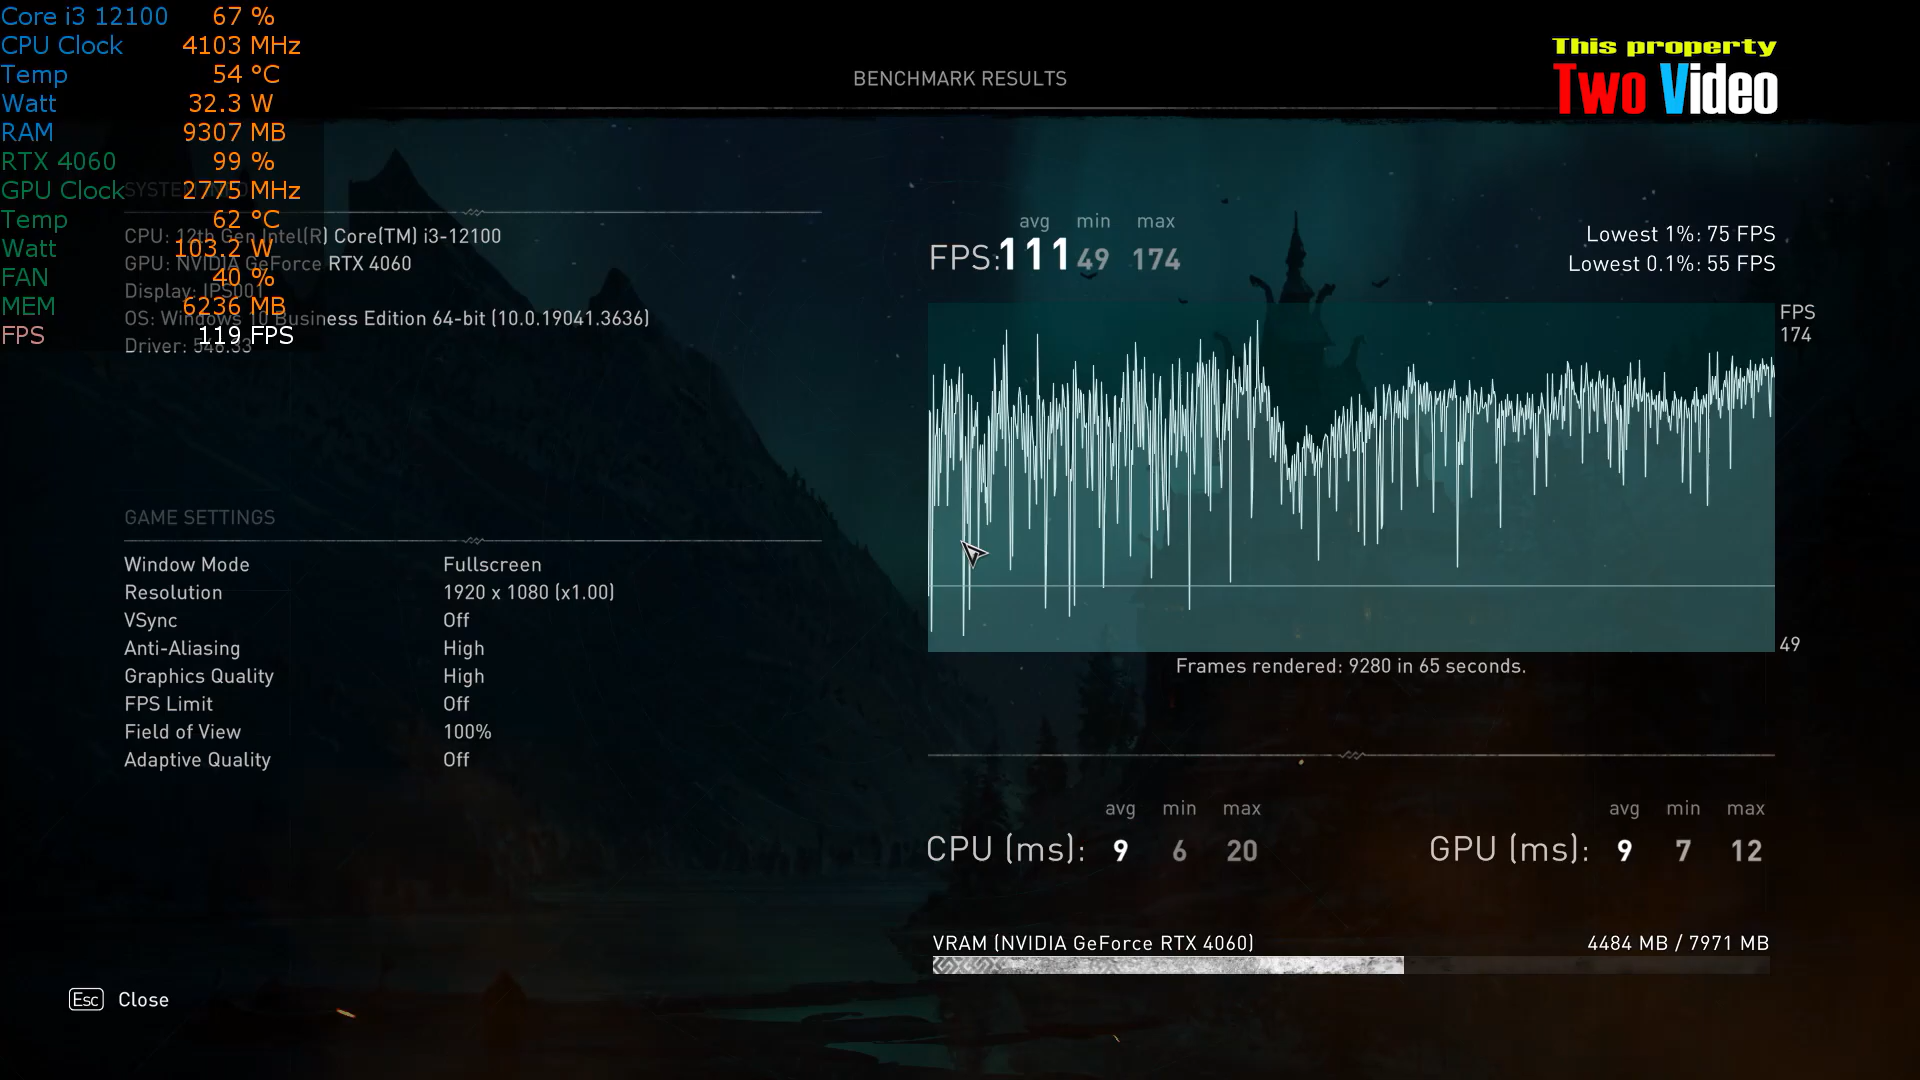 Core i3 12100 67 %
CPU Clock 4103 MHz
Temp 54 °C
Watt 32.3 W
RAM 9307 MB
RTX 4060 99 %
GPU Clock 2775 MHz
Temp 62 °C
Watt 103.2 W
FAN 40 %
MEM 6236 MB
FPS 119 FPS
This property
Two Video
BENCHMARK RESULTS
CPU: 12th Gen Intel(R) Core(TM) i3-12100
GPU: NVIDIA GeForce RTX 4060
Display: IPS001
OS: Windows 10 Business Edition 64-bit (10.0.19041.3636)
Driver: 546.33
GAME SETTINGS
Window Mode Fullscreen
Resolution 1920 x 1080 (x1.00)
VSync Off
Anti-Aliasing High
Graphics Quality High
FPS Limit Off
Field of View 100%
Adaptive Quality Off
avg min max
FPS: 111 49 174
Lowest 1%: 75 FPS
Lowest 0.1%: 55 FPS
FPS
174
49
Frames rendered: 9280 in 65 seconds.
avg min max
CPU (ms): 9 6 20
avg min max
GPU (ms): 9 7 12
VRAM (NVIDIA GeForce RTX 4060) 4484 MB / 7971 MB
Esc Close